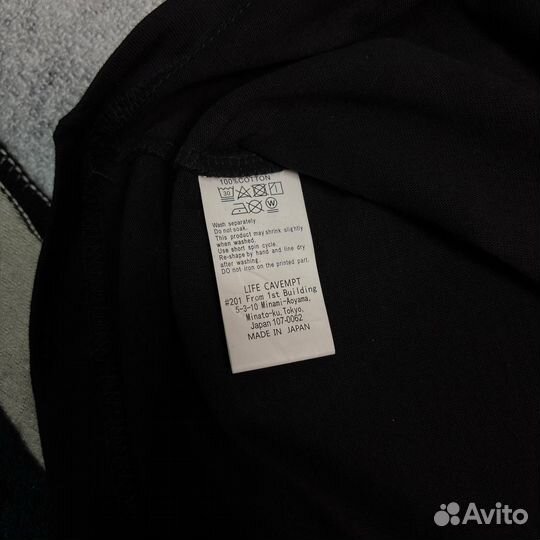 100%COTTON
30
W
Wash separately
Do not soak.
This product may shrink slightly
when washed.
Use short spin cycle.
Re-shape by hand and line dry
after washing
DO not iron on the printed part.
LIFE CAVEMPT
#201 From 1st Building
5-3-10 Minami-Aoyama,
Minato-ku,Tokyo,
Japan 107-0062
MADE IN JAPAN
Avito